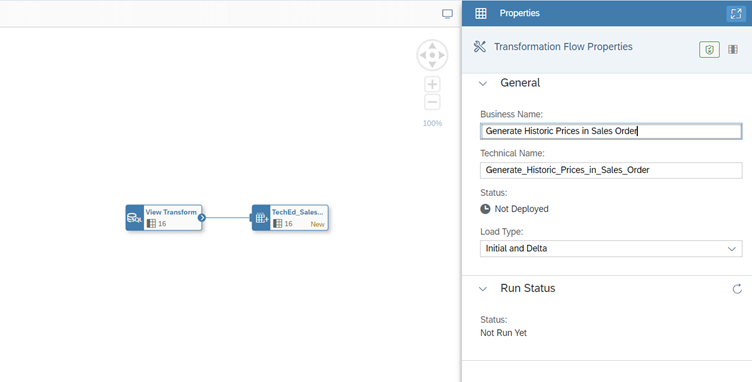 Properties
Transformation Flow Properties
General
Business Name:
Generate Historic Prices in Sales Order
Technical Name:
Generate_Historic_Prices_in_Sales_Order
Status:
Not Deployed
Load Type:
Initial and Delta
Run Status
Status:
Not Run Yet
100%
View Transform
16
TechEd_Sales...
16 New